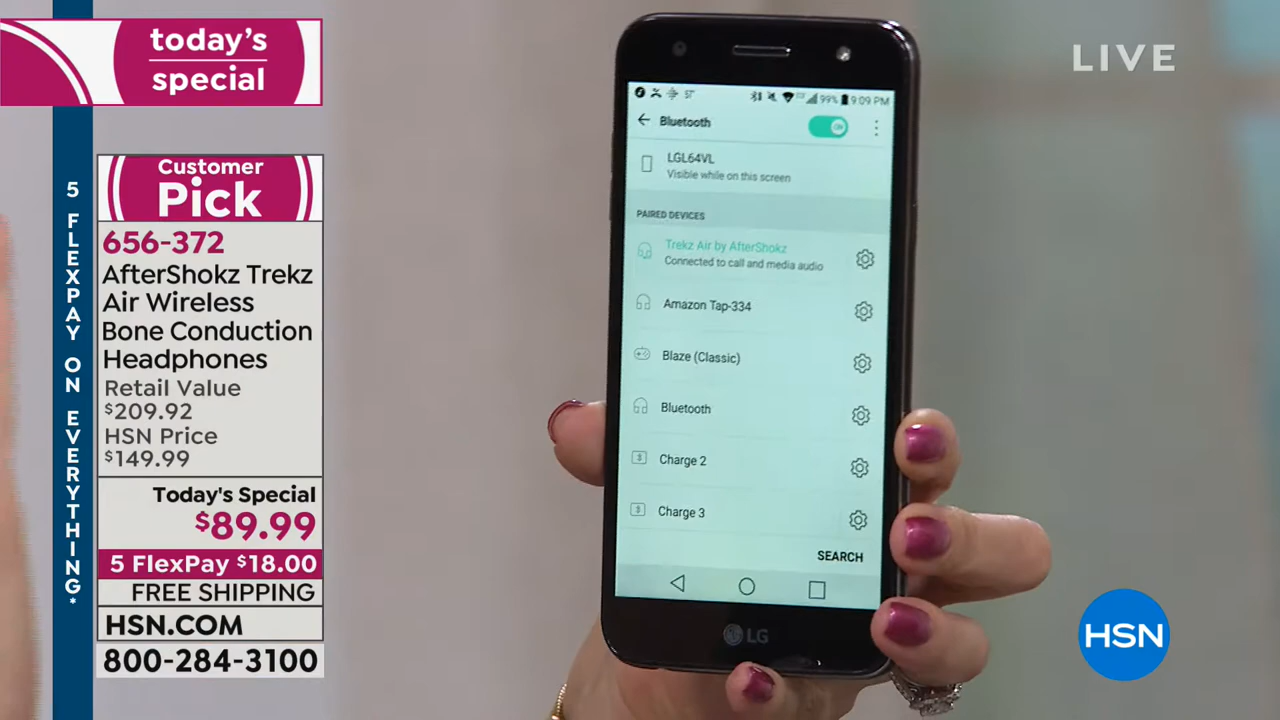 today's
special
LIVE
5 FLEXPAY ON EVERYTHING*
Customer
Pick
656-372
AfterShokz Trekz
Air Wireless
Bone Conduction
Headphones
Retail Value
$209.92
HSN Price
$149.99
Today's Special
$89.99
5 FlexPay $18.00
FREE SHIPPING
HSN.COM
800-284-3100
99% 9:09 PM
Bluetooth
ON
LGL64VL
Visible while on this screen
PAIRED DEVICES
Trekz Air by AfterShokz
Connected to call and media audio
Amazon Tap-334
Blaze (Classic)
Bluetooth
Charge 2
Charge 3
SEARCH
LG
HSN